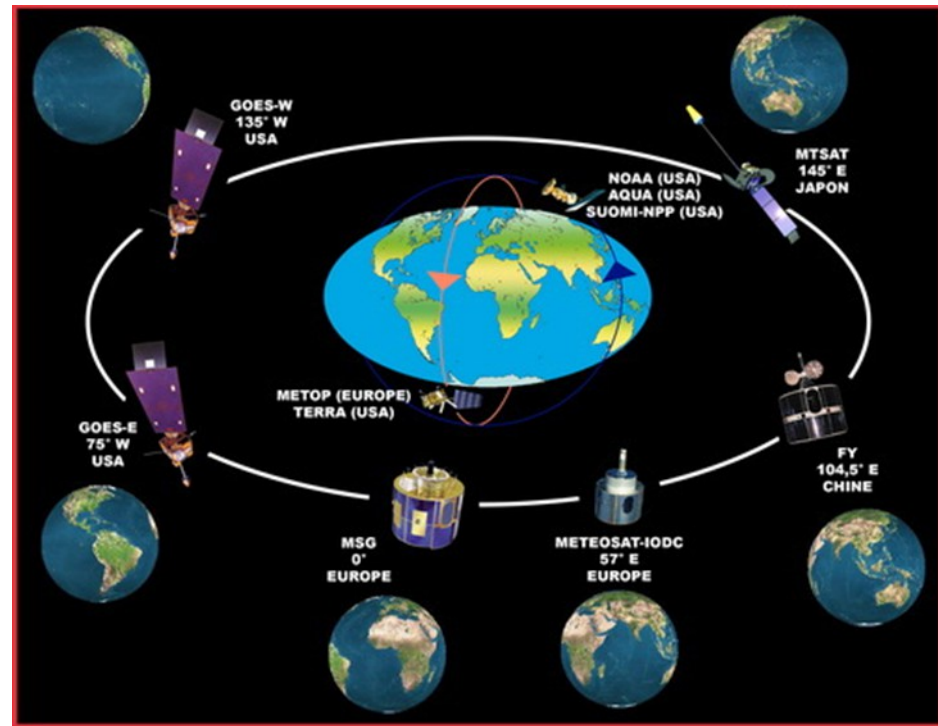 GOES-W
135° W
USA
MTSAT
145° E
JAPON
NOAA (USA)
AQUA (USA)
SUOMI-NPP (USA)
METOP (EUROPE)
TERRA (USA)
GOES-E
75° W
USA
FY
104,5° E
CHINE
MSG
0°
EUROPE
METEOSAT-IODC
57° E
EUROPE